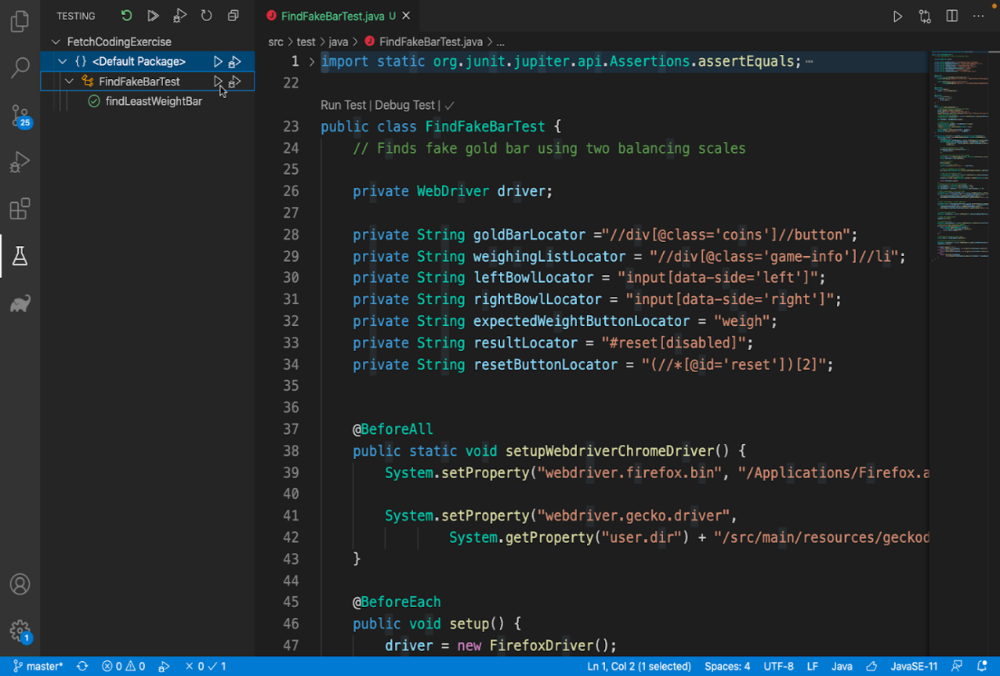 TESTING
FetchCodingExercise
{} <Default Package>
FindFakeBarTest
findLeastWeightBar
25
1
FindFakeBarTest.java U
src > test > java > FindFakeBarTest.java > ...
1 import static org.junit.jupiter.api.Assertions.assertEquals;
22
Run Test | Debug Test |
23 public class FindFakeBarTest {
24 // Finds fake gold bar using two balancing scales
25
26 private WebDriver driver;
27
28 private String goldBarLocator ="//div[@class='coins']//button";
29 private String weighingListLocator = "//div[@class='game-info']//li";
30 private String leftBowlLocator = "input[data-side='left']";
31 private String rightBowlLocator = "input[data-side='right']";
32 private String expectedWeightButtonLocator = "weigh";
33 private String resultLocator = "#reset[disabled]";
34 private String resetButtonLocator = "(//*[@id='reset'])[2]";
35
36
37 @BeforeAll
38 public static void setupWebdriverChromeDriver() {
39 System.setProperty("webdriver.firefox.bin", "/Applications/Firefox.a
40
41 System.setProperty("webdriver.gecko.driver",
42 System.getProperty("user.dir") + "/src/main/resources/geckod
43 }
44
45 @BeforeEach
46 public void setup() {
47 driver = new FirefoxDriver();
master* 0 0 0 1 Ln 1, Col 2 (1 selected) Spaces: 4 UTF-8 LF Java JavaSE-11